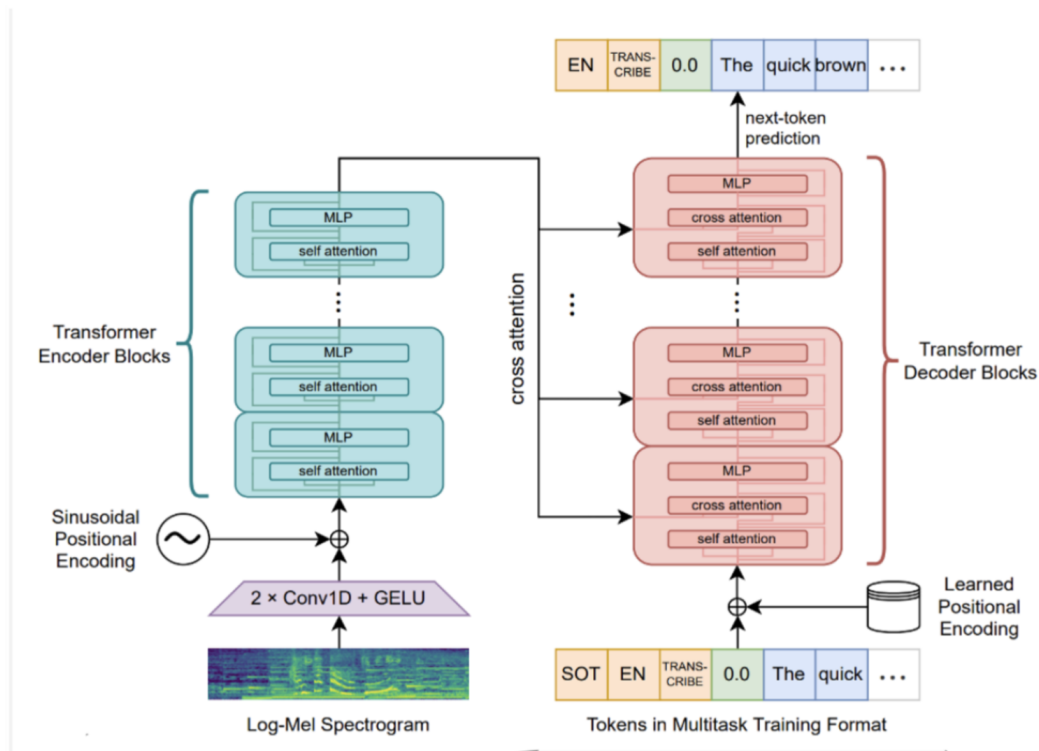 EN TRANS-CRIBE 0.0 The quick brown ...
next-token
prediction
MLP
self attention
...
Transformer
Encoder Blocks
MLP
self attention
MLP
self attention
Sinusoidal
Positional
Encoding
2 × Conv1D + GELU
Log-Mel Spectrogram
cross attention
...
MLP
cross attention
self attention
...
MLP
cross attention
self attention
MLP
cross attention
self attention
Transformer
Decoder Blocks
Learned
Positional
Encoding
SOT EN TRANS-CRIBE 0.0 The quick ...
Tokens in Multitask Training Format